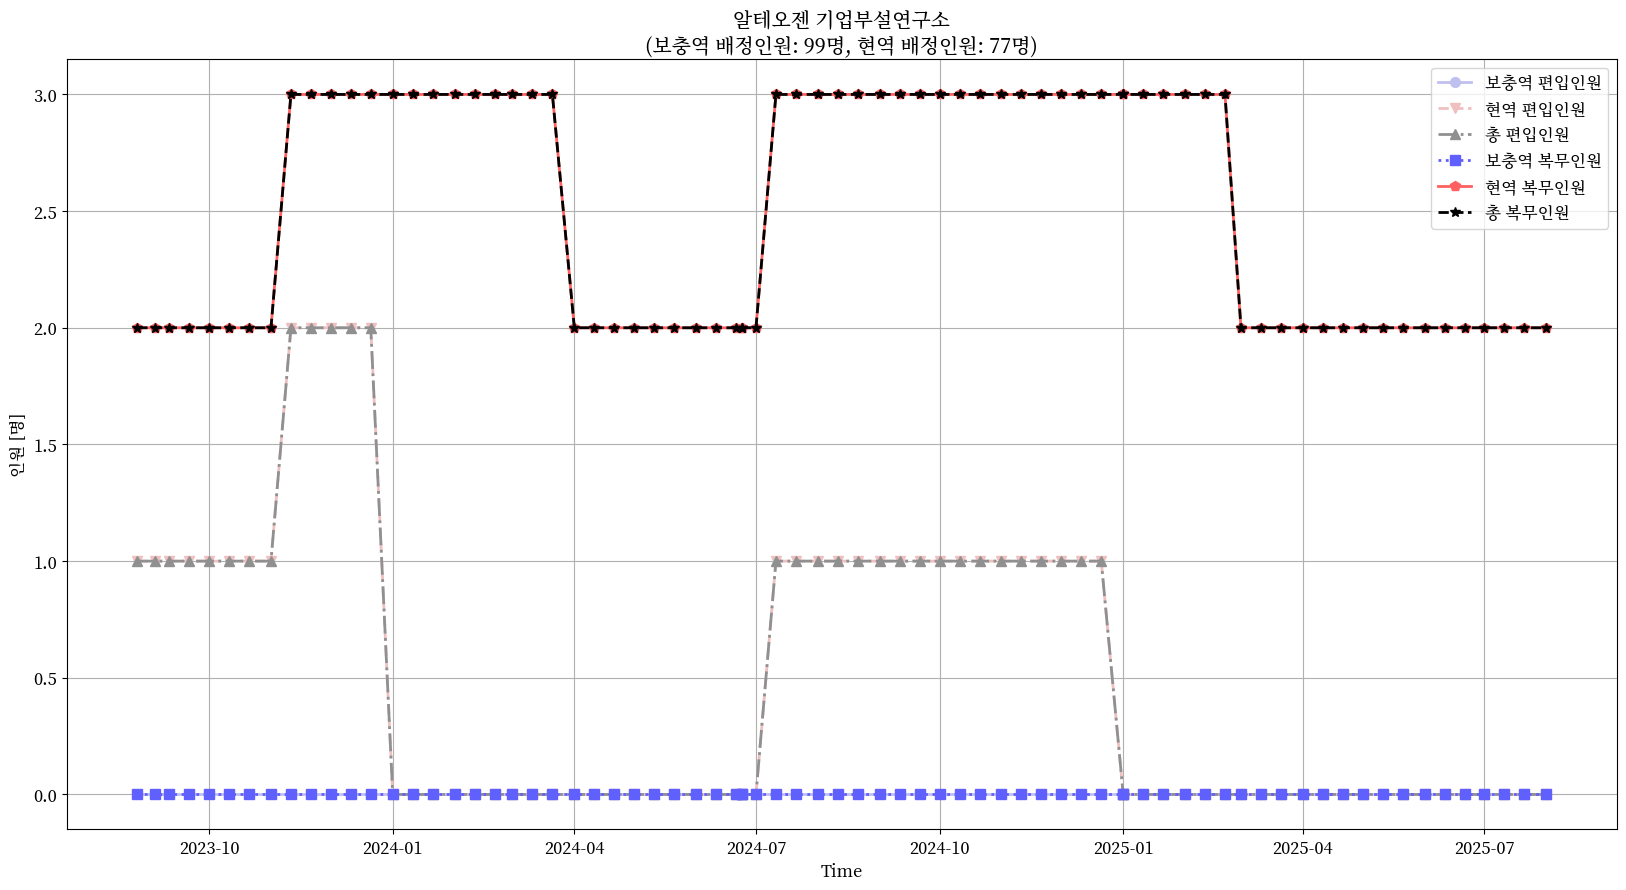 알테오젠 기업부설연구소
(보충역 배정인원: 99명, 현역 배정인원: 77명)
보충역 편입인원
현역 편입인원
총 편입인원
보충역 복무인원
현역 복무인원
총 복무인원
인원 [명]
3.0
2.5
2.0
1.5
1.0
0.5
0.0
2023-10 2024-01 2024-04 2024-07 2024-10 2025-01 2025-04 2025-07
Time